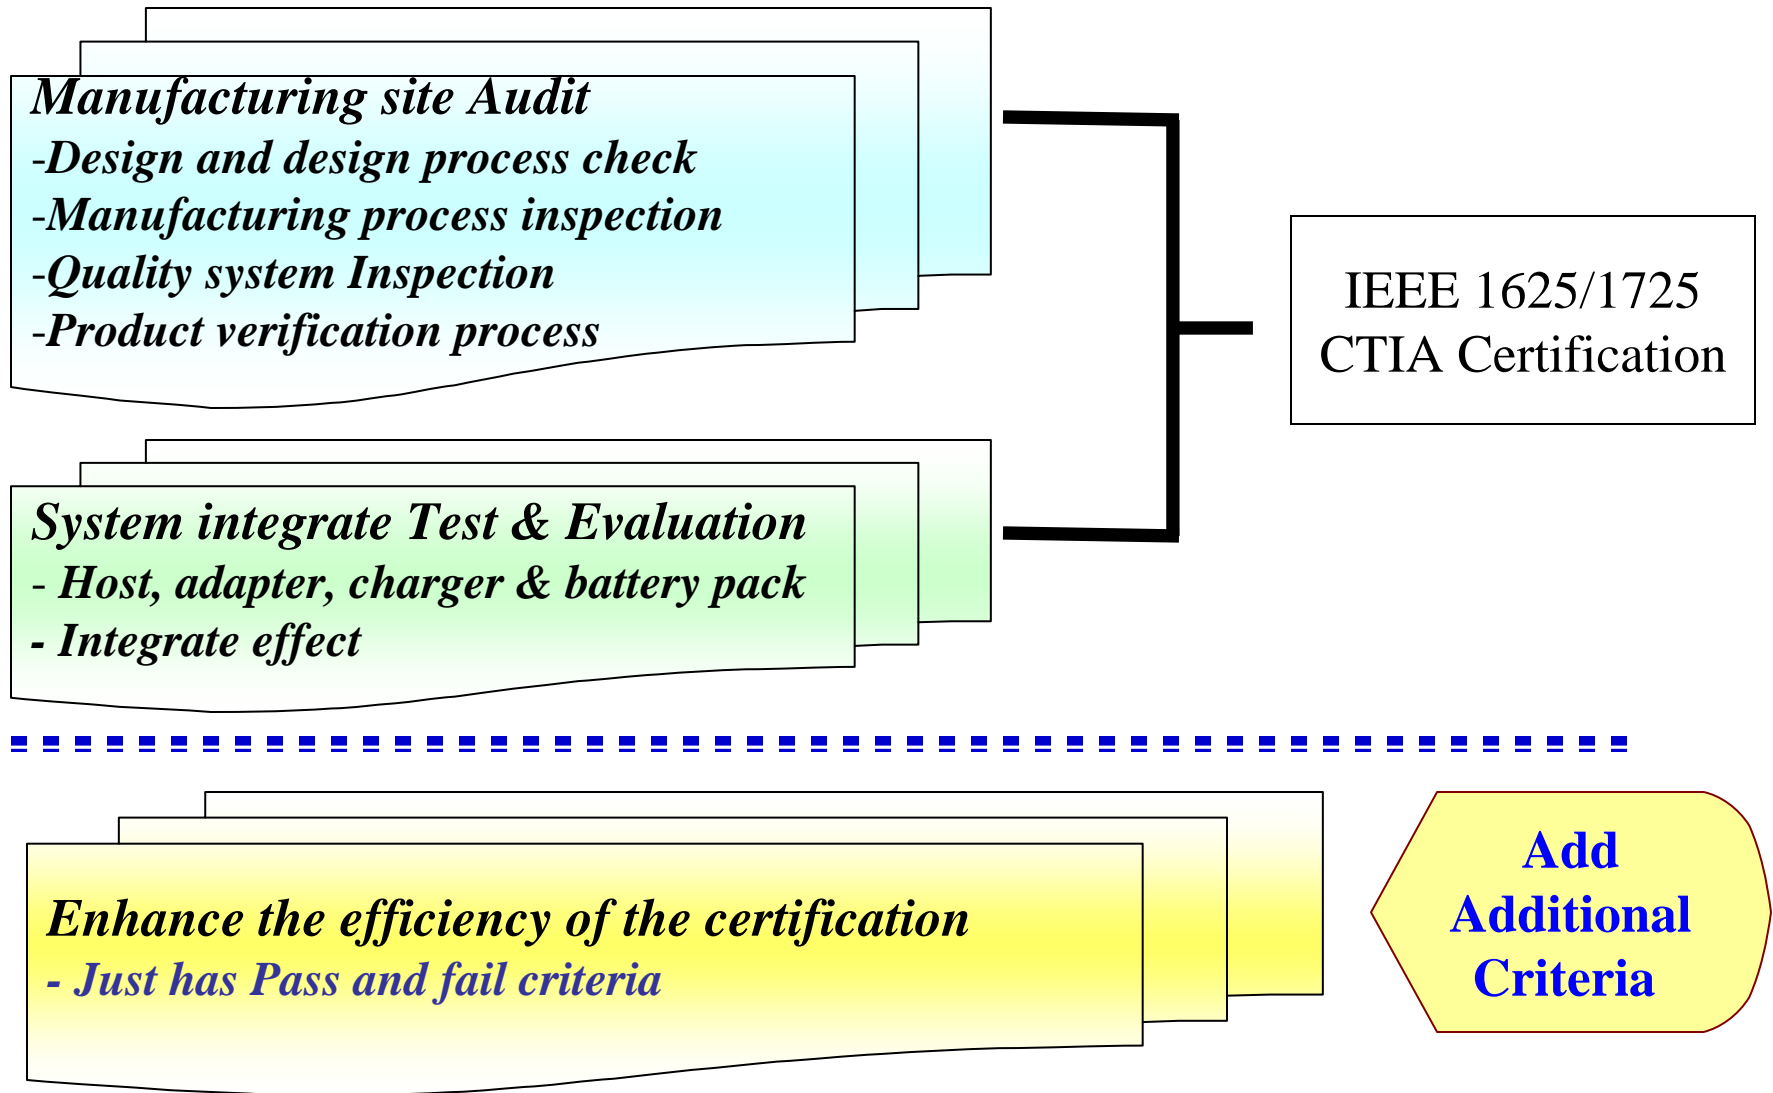 Manufacturing site Audit
-Design and design process check
-Manufacturing process inspection
-Quality system Inspection
-Product verification process
IEEE 1625/1725
CTIA Certification
System integrate Test & Evaluation
- Host, adapter, charger & battery pack
- Integrate effect
Enhance the efficiency of the certification
- Just has Pass and fail criteria
Add
Additional
Criteria